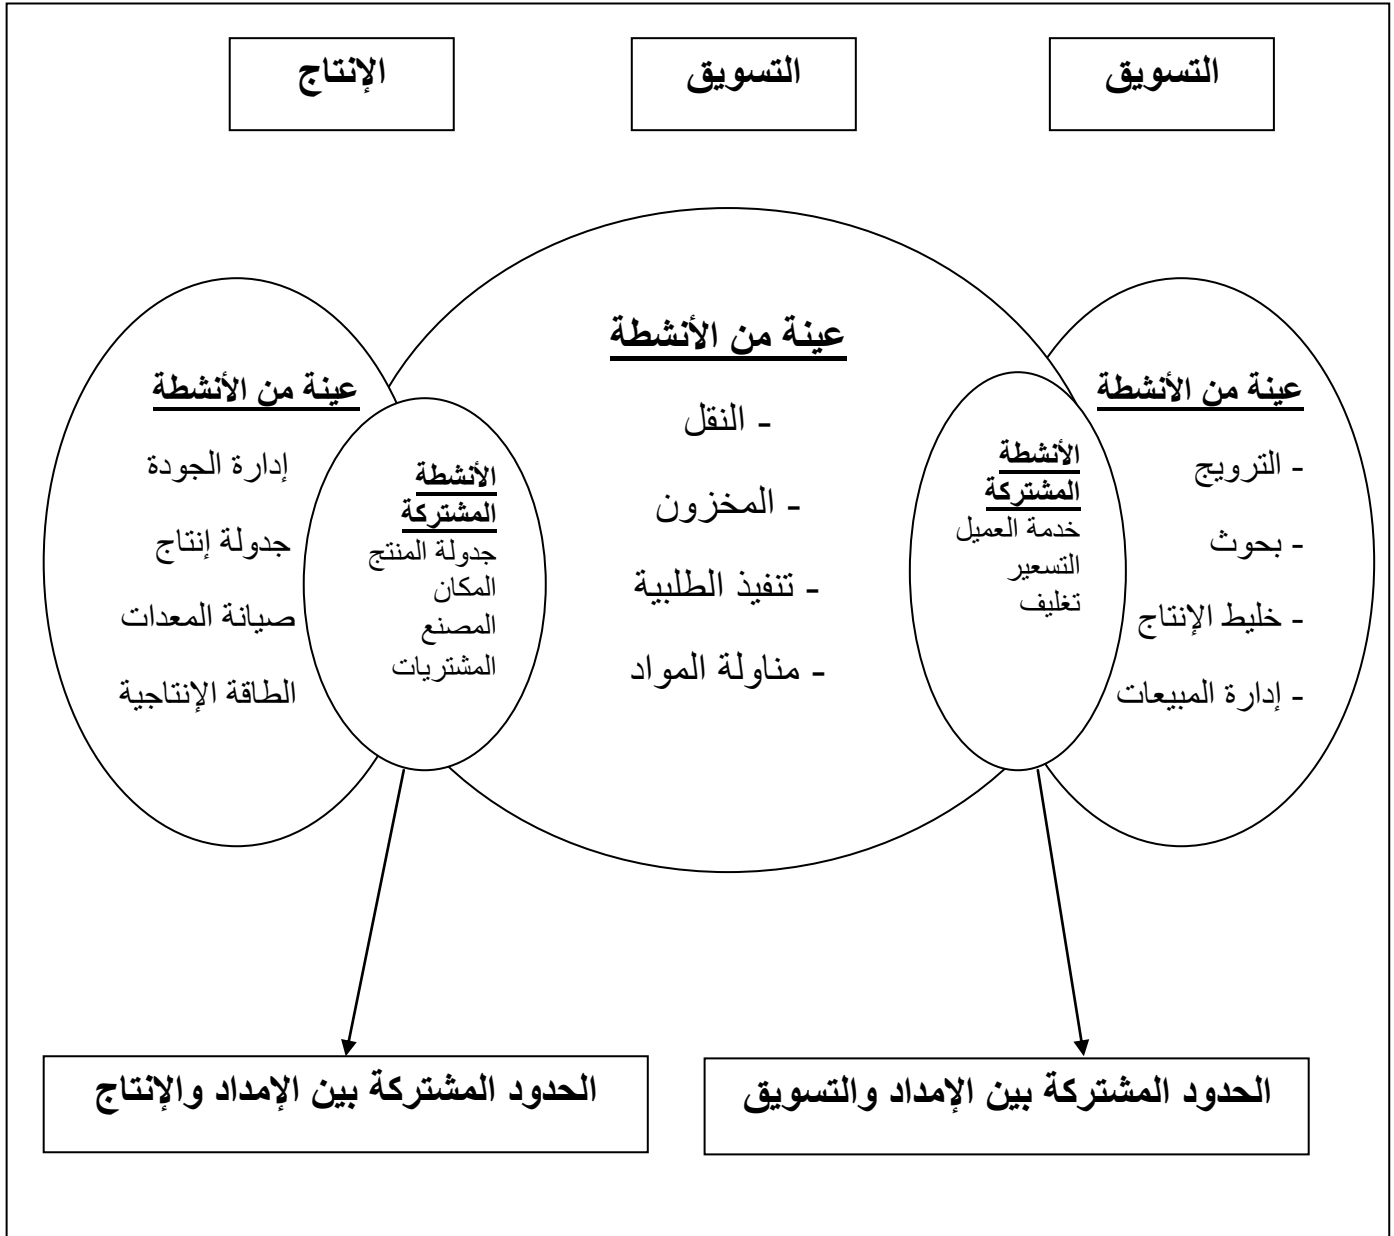 التسويق
التسويق
الإنتاج
عينة من الأنشطة
- الترويج
- بحوث
- خليط الإنتاج
- إدارة المبيعات
الأنشطة
المشتركة
خدمة العميل
التسعير
تغليف
عينة من الأنشطة
- النقل
- المخزون
- تنفيذ الطلبية
- مناولة المواد
الأنشطة
المشتركة
جدولة المنتج
المكان
المصنع
المشتريات
عينة من الأنشطة
إدارة الجودة
جدولة إنتاج
صيانة المعدات
الطاقة الإنتاجية
الحدود المشتركة بين الإمداد والتسويق
الحدود المشتركة بين الإمداد والإنتاج